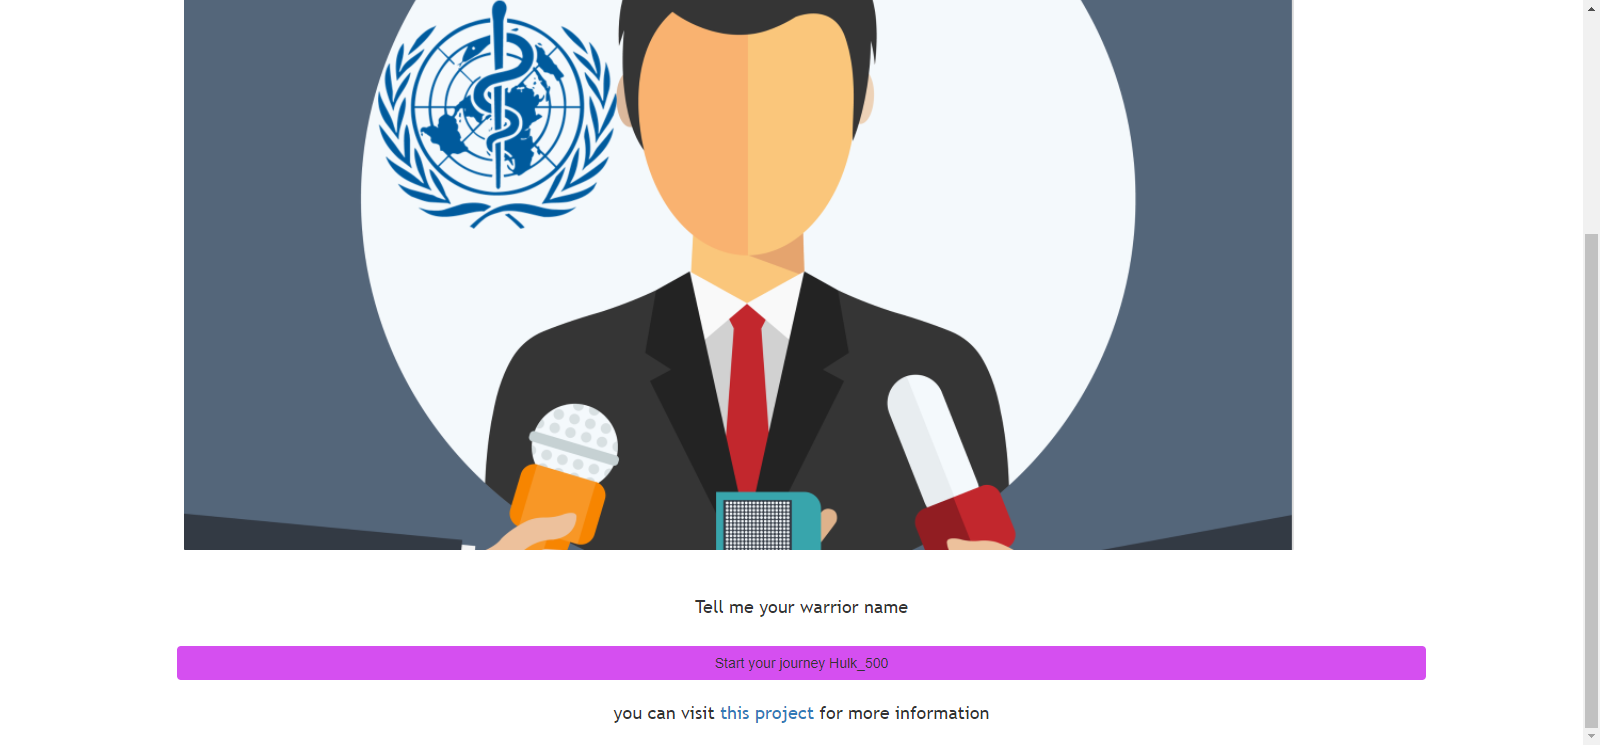 Tell me your warrior name
Start your journey Hulk_500
you can visit this project for more information